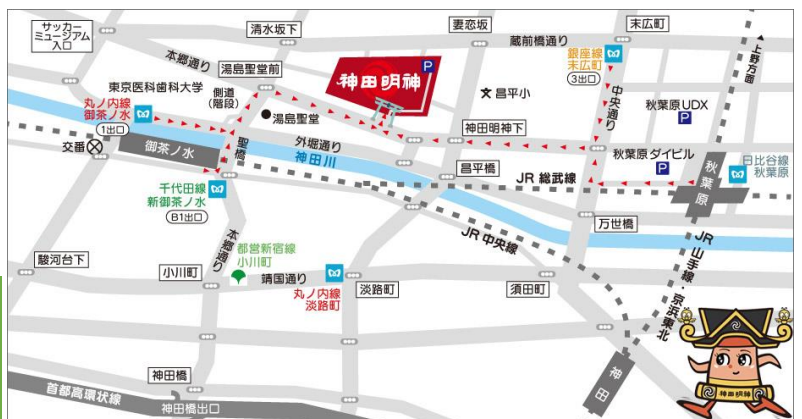 サッカー
ミュージアム
入口
清水坂下
妻恋坂
末広町
蔵前橋通り
本郷通り
湯島聖堂前
神田明神
P
銀座線
末広町
3出口
上野方面
東京医科歯科大学
側道
(階段)
昌平小
中央通り
秋葉原UDX
P
丸ノ内線
御茶ノ水
1出口
湯島聖堂
神田明神下
交番
御茶ノ水
聖橋
外堀通り
神田川
昌平橋
JR 総武線
秋葉原ダイビル
P
秋葉原
日比谷線
秋葉原
千代田線
新御茶ノ水
B1出口
万世橋
JR 中央線
JR 山手線・京浜東北
本郷通り
都営新宿線
小川町
駿河台下
小川町
靖国通り
丸ノ内線
淡路町
淡路町
須田町
神田橋
神田
首都高環状線
神田橋出口
神田明神